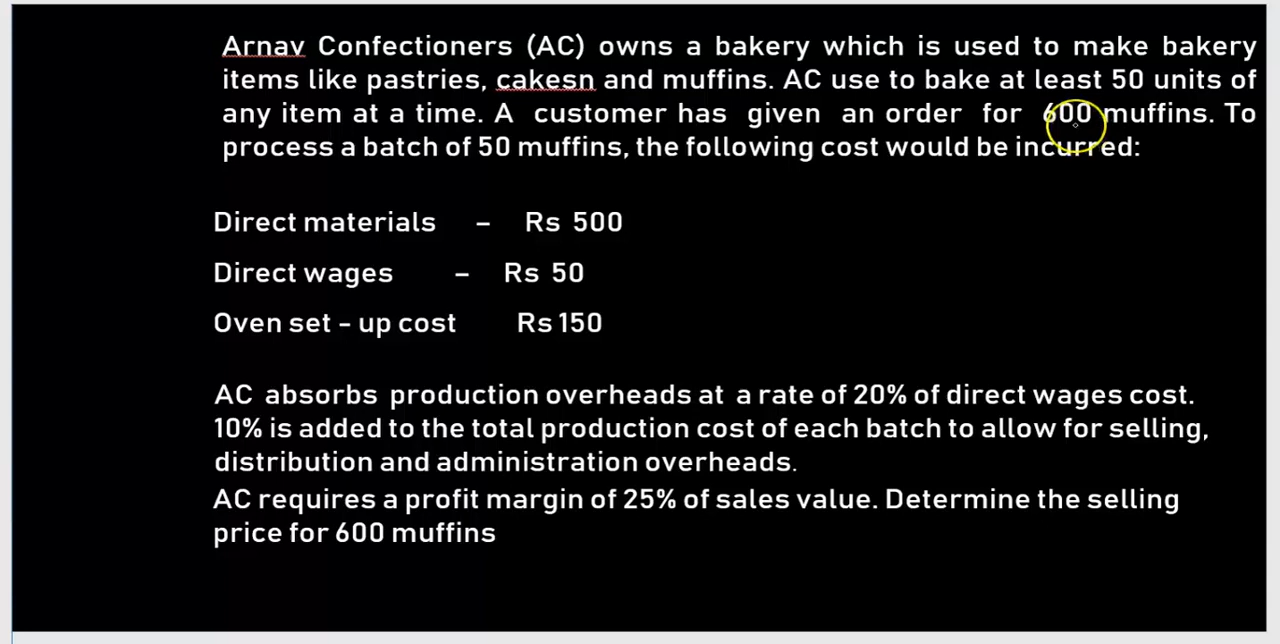 Arnav Confectioners (AC) owns a bakery which is used to make bakery
items like pastries, cakesn and muffins. AC use to bake at least 50 units of
any item at a time. A customer has given an order for 600 muffins. To
process a batch of 50 muffins, the following cost would be incurred:
Direct materials – Rs 500
Direct wages – Rs 50
Oven set - up cost Rs 150
AC absorbs production overheads at a rate of 20% of direct wages cost.
10% is added to the total production cost of each batch to allow for selling,
distribution and administration overheads.
AC requires a profit margin of 25% of sales value. Determine the selling
price for 600 muffins